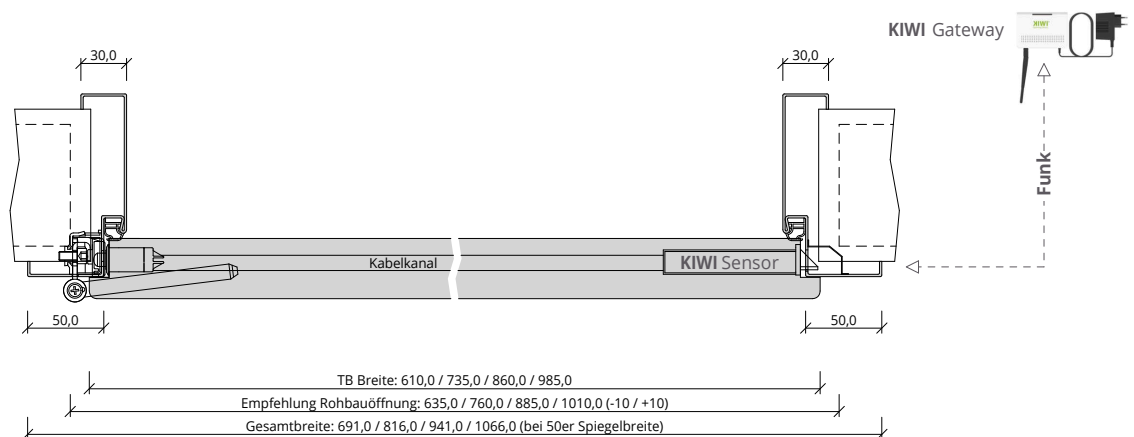 KIWI Gateway
KIWI
30,0
30,0
Funk
Kabelkanal
KIWI Sensor
50,0
50,0
TB Breite: 610,0 / 735,0 / 860,0 / 985,0
Empfehlung Rohbauöffnung: 635,0 / 760,0 / 885,0 / 1010,0 (-10 / +10)
Gesamtbreite: 691,0 / 816,0 / 941,0 / 1066,0 (bei 50er Spiegelbreite)